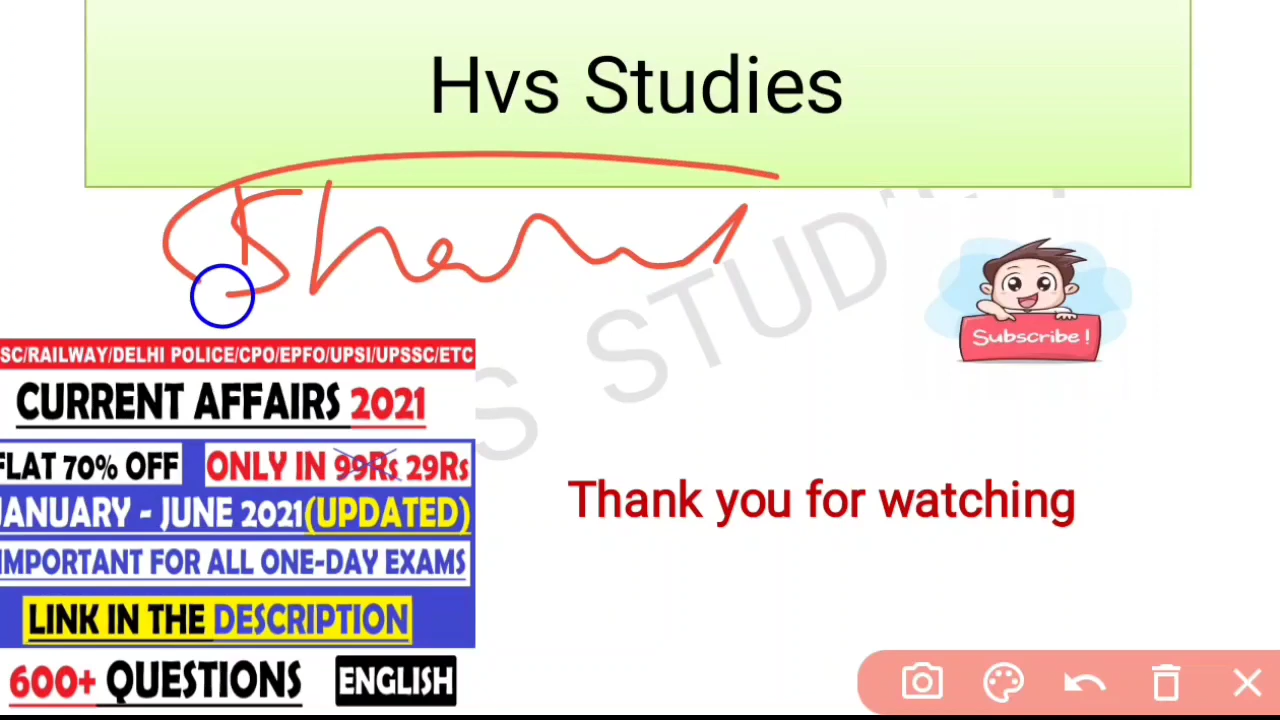 Hvs Studies
S STUD
Subscribe!
SC/RAILWAY/DELHI POLICE/CPO/EPFO/UPSI/UPSSC/ETC
CURRENT AFFAIRS 2021
FLAT 70% OFF ONLY IN 99Rs 29Rs
JANUARY - JUNE 2021(UPDATED)
IMPORTANT FOR ALL ONE-DAY EXAMS
LINK IN THE DESCRIPTION
600+ QUESTIONS ENGLISH
Thank you for watching